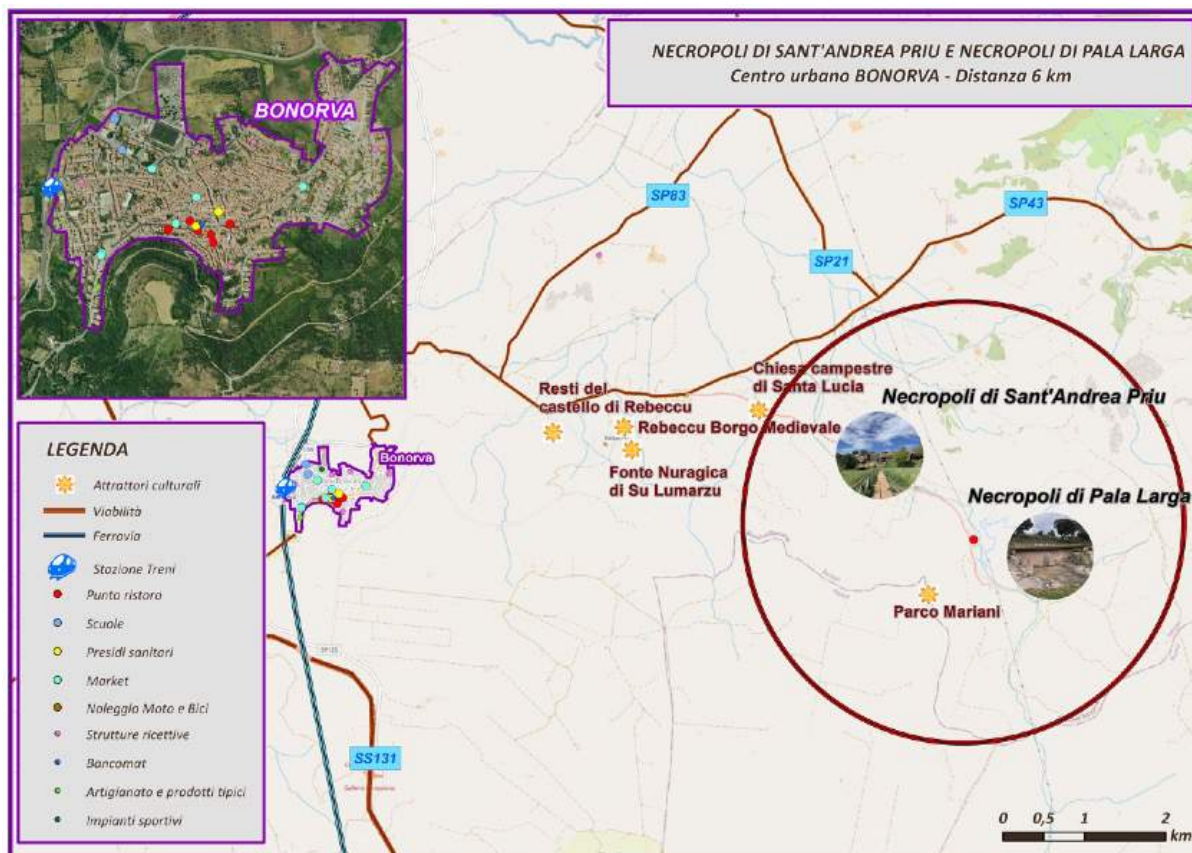 NECROPOLI DI SANT'ANDREA PRIU E NECROPOLI DI PALA LARGA
Centro urbano BONORVA - Distanza 6 km
BONORVA
SP83
SP43
SP21
Chiesa campestre
di Santa Lucia
Necropoli di Sant'Andrea Priu
Resti del
castello di Rebeccu
Rebeccu Borgo Medievale
Fonte Nuragica
di Su Lumarzu
Necropoli di Pala Larga
Parco Mariani
Bonorva
SS131
LEGENDA
Attrattori culturali
Viabilità
Ferrovia
Stazione Treni
Punto ristoro
Scuole
Presidi sanitari
Market
Noleggio Moto e Bici
Strutture ricettive
Bancomat
Artigianato e prodotti tipici
Impianti sportivi
0 0,5 1 2
km